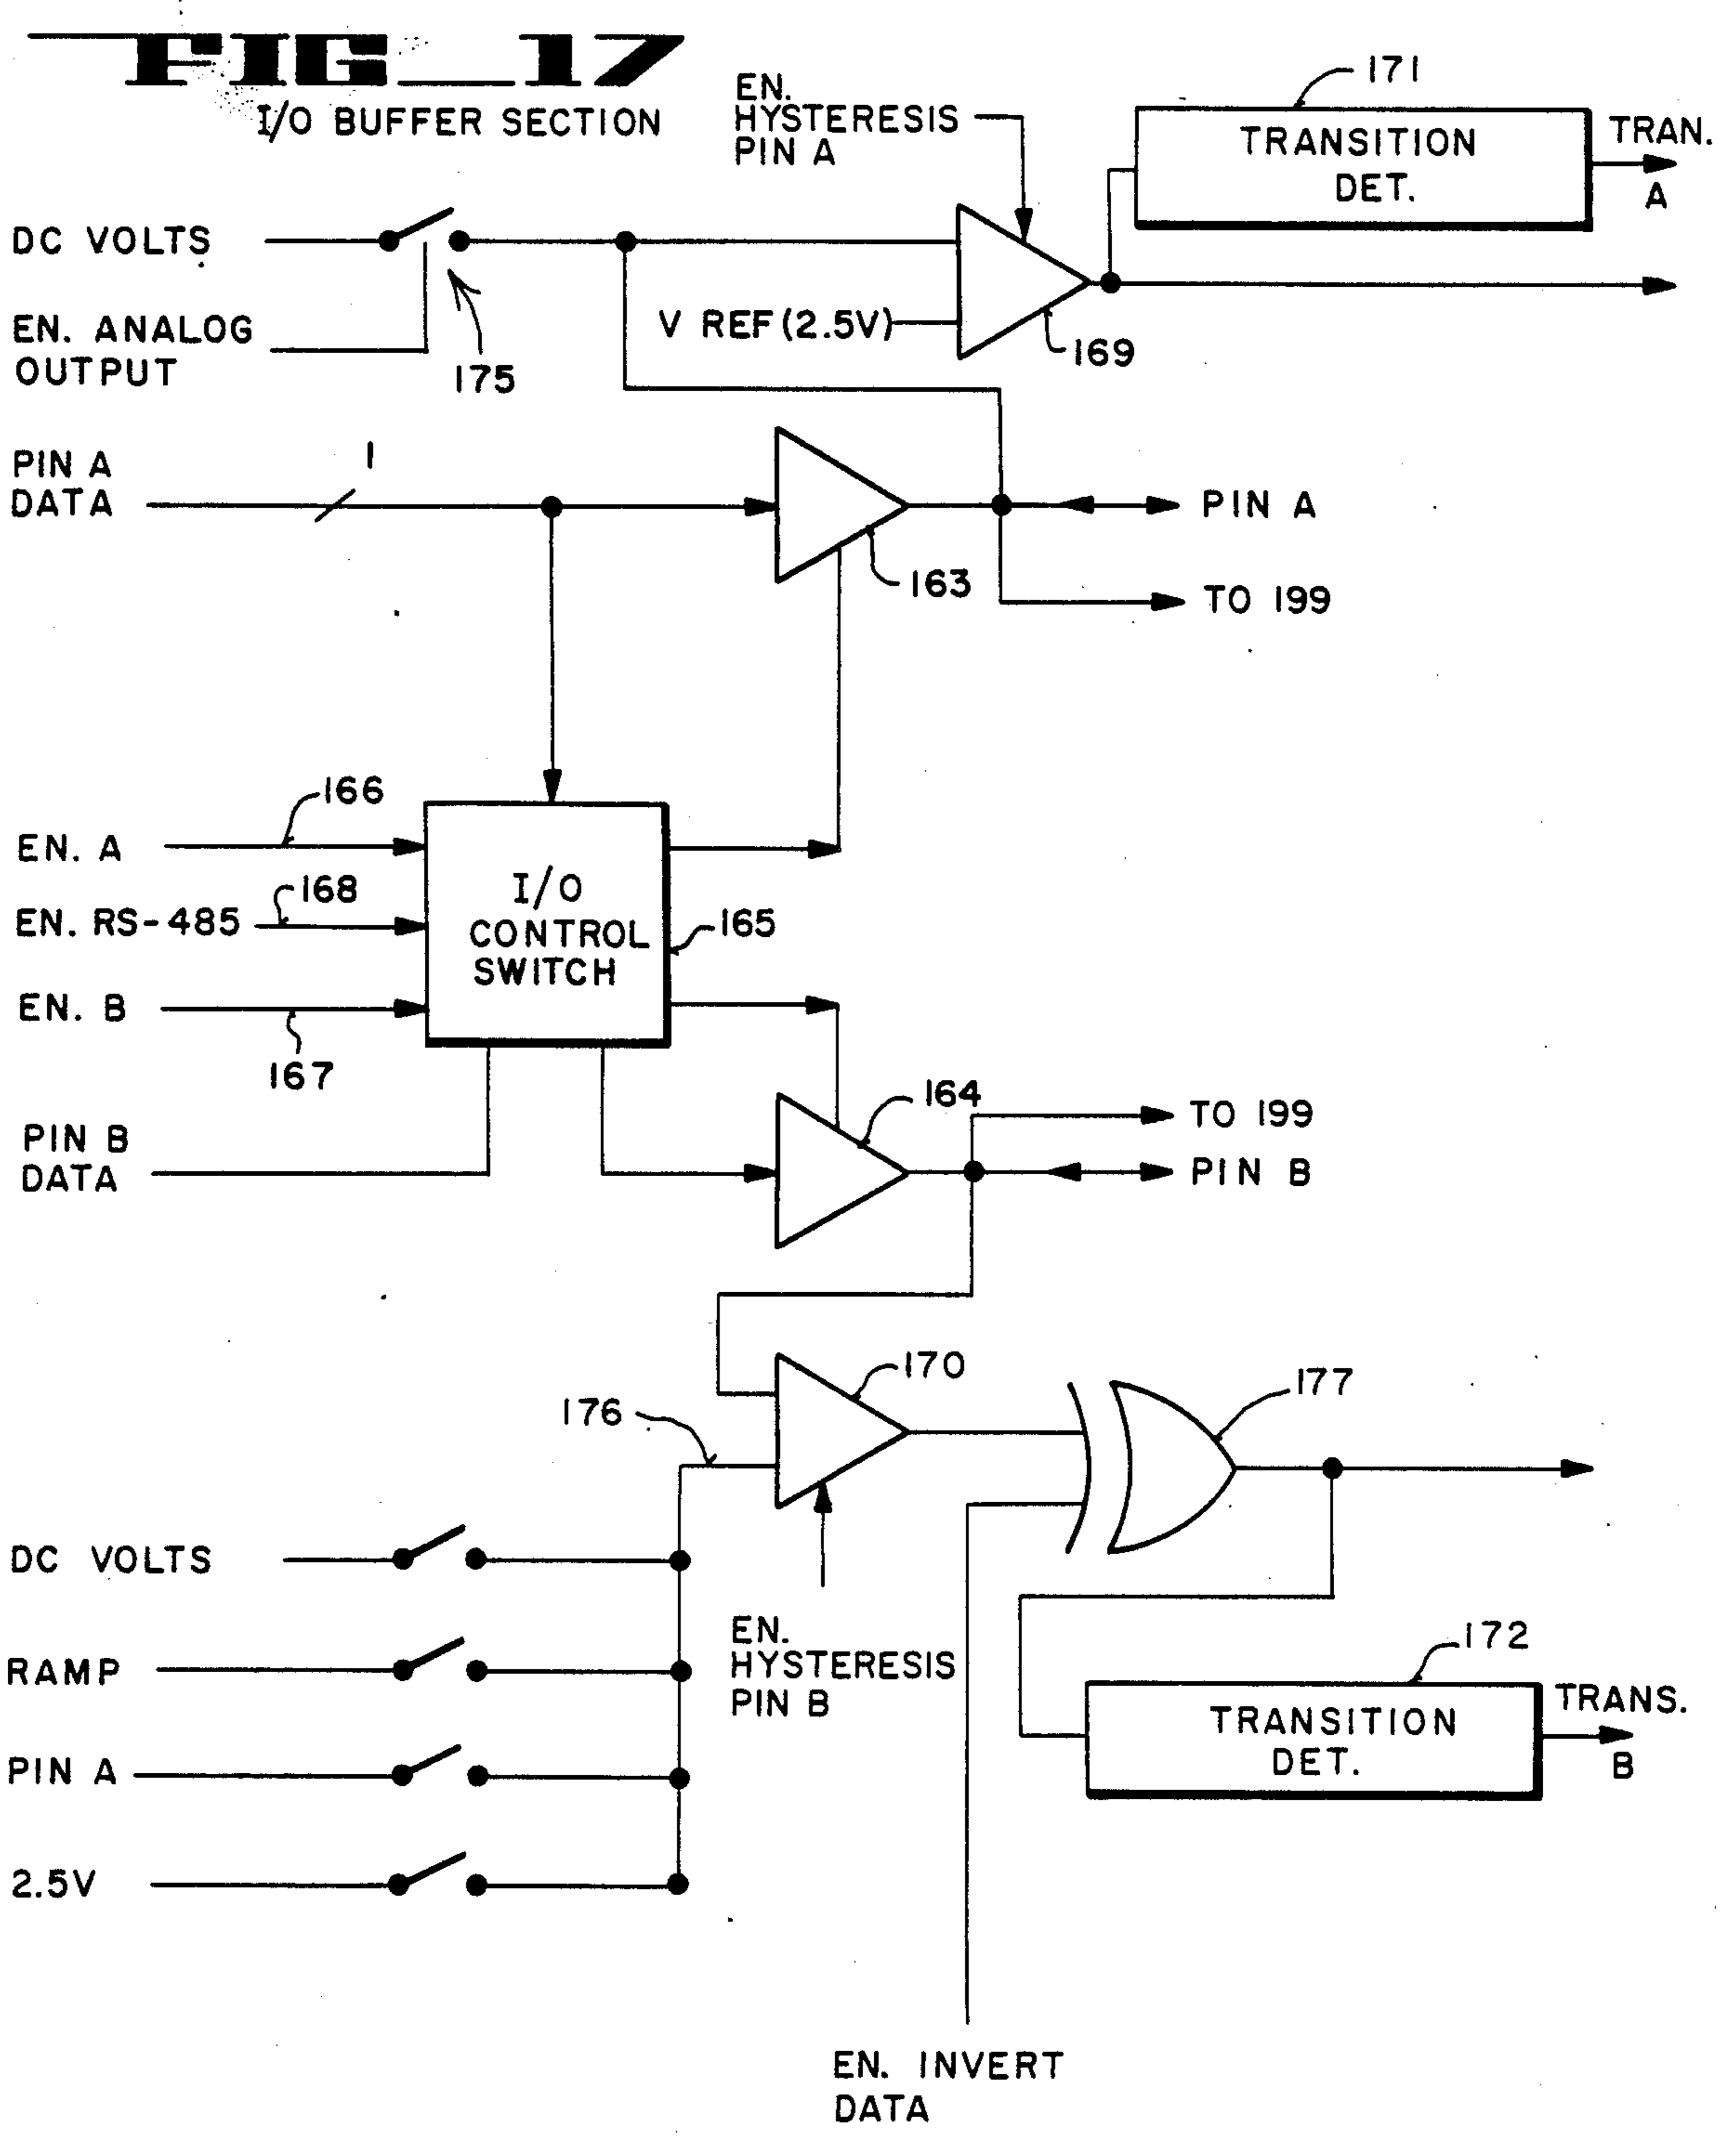 FIG_17
I/O BUFFER SECTION
EN.
HYSTERESIS
PIN A
171
TRANSITION
DET.
TRAN.
A
DC VOLTS
EN. ANALOG
OUTPUT
175
V REF(2.5V)
169
PIN A
DATA
1
163
PIN A
TO 199
166
EN. A
168
EN. RS-485
I/O
CONTROL
SWITCH
165
EN. B
167
PIN B
DATA
164
TO 199
PIN B
170
176
177
DC VOLTS
RAMP
PIN A
2.5V
EN.
HYSTERESIS
PIN B
172
TRANSITION
DET.
TRANS.
B
EN. INVERT
DATA